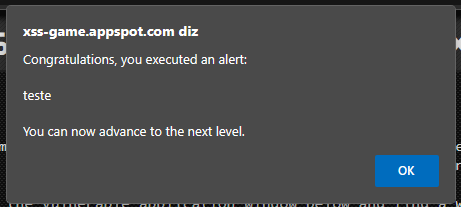 xss-game.appspot.com diz
Congratulations, you executed an alert:
teste
You can now advance to the next level.
OK